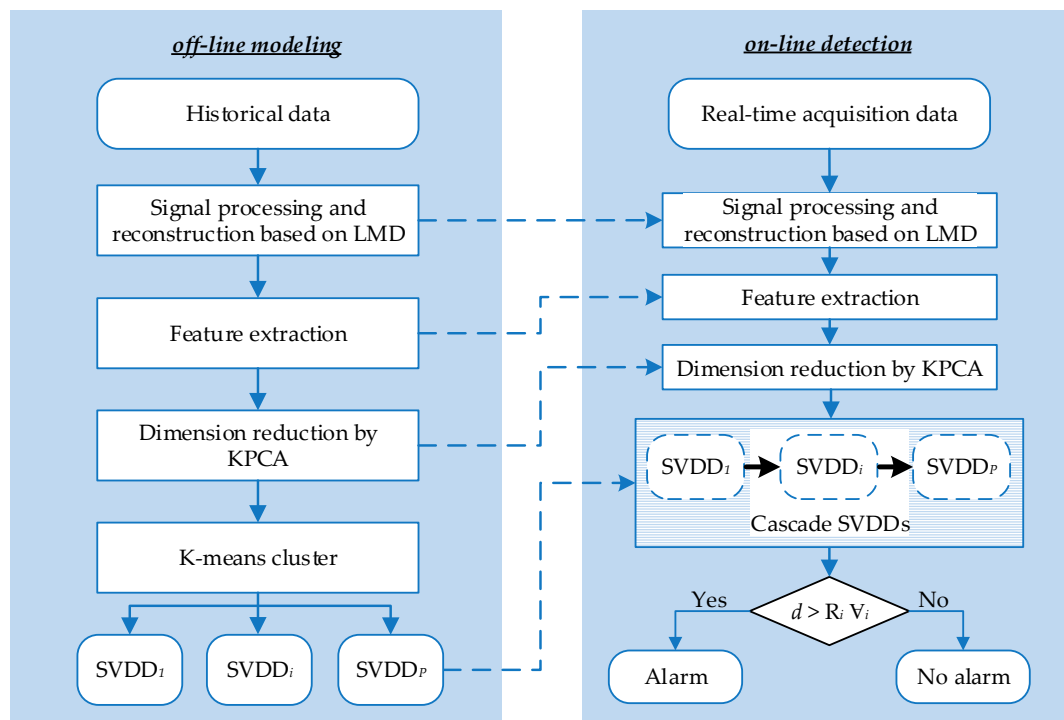 off-line modeling
Historical data
Signal processing and
reconstruction based on LMD
Feature extraction
Dimension reduction by
KPCA
K-means cluster
SVDD1
SVDDi
SVDDP
on-line detection
Real-time acquisition data
Signal processing and
reconstruction based on LMD
Feature extraction
Dimension reduction by KPCA
SVDD1
SVDDi
SVDDP
Cascade SVDDs
d > Ri ∀i
Yes
No
Alarm
No alarm